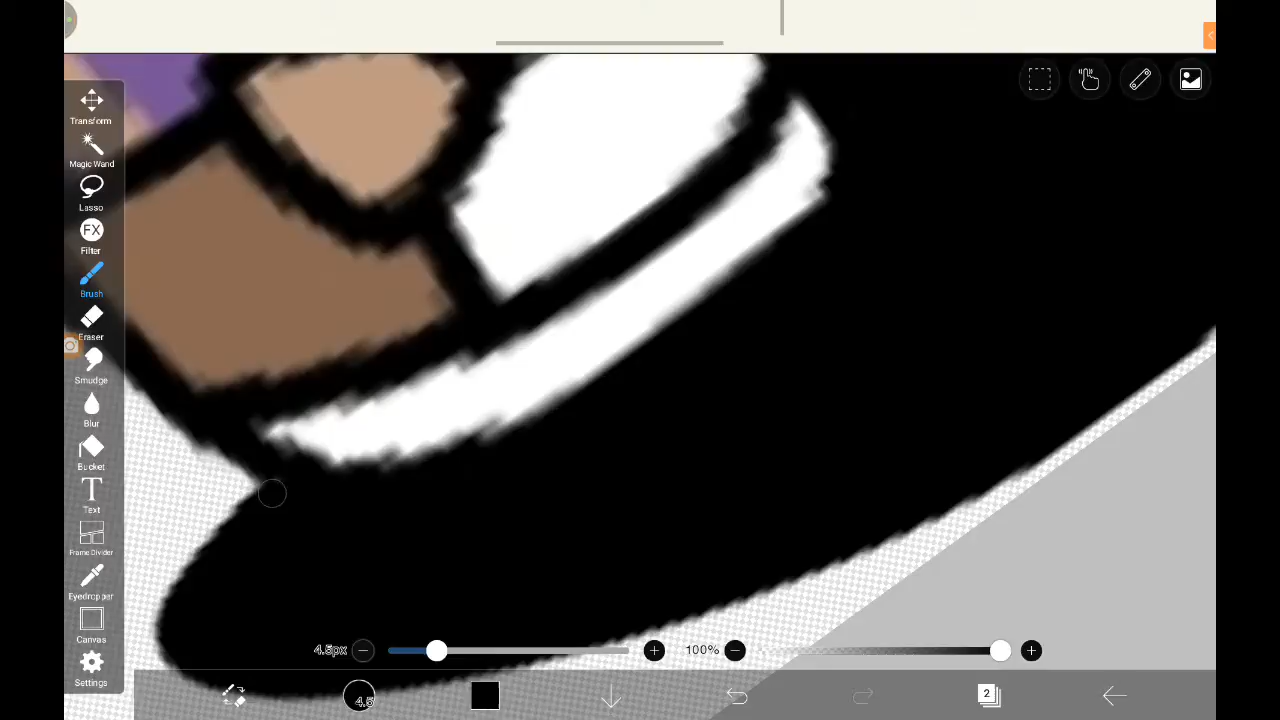 Transform
Magic Wand
Lasso
FX
Filter
Brush
Eraser
Smudge
Blur
Bucket
T
Text
Frame Divider
Eyedropper
Canvas
Settings
4.5px
100%
4.5
2